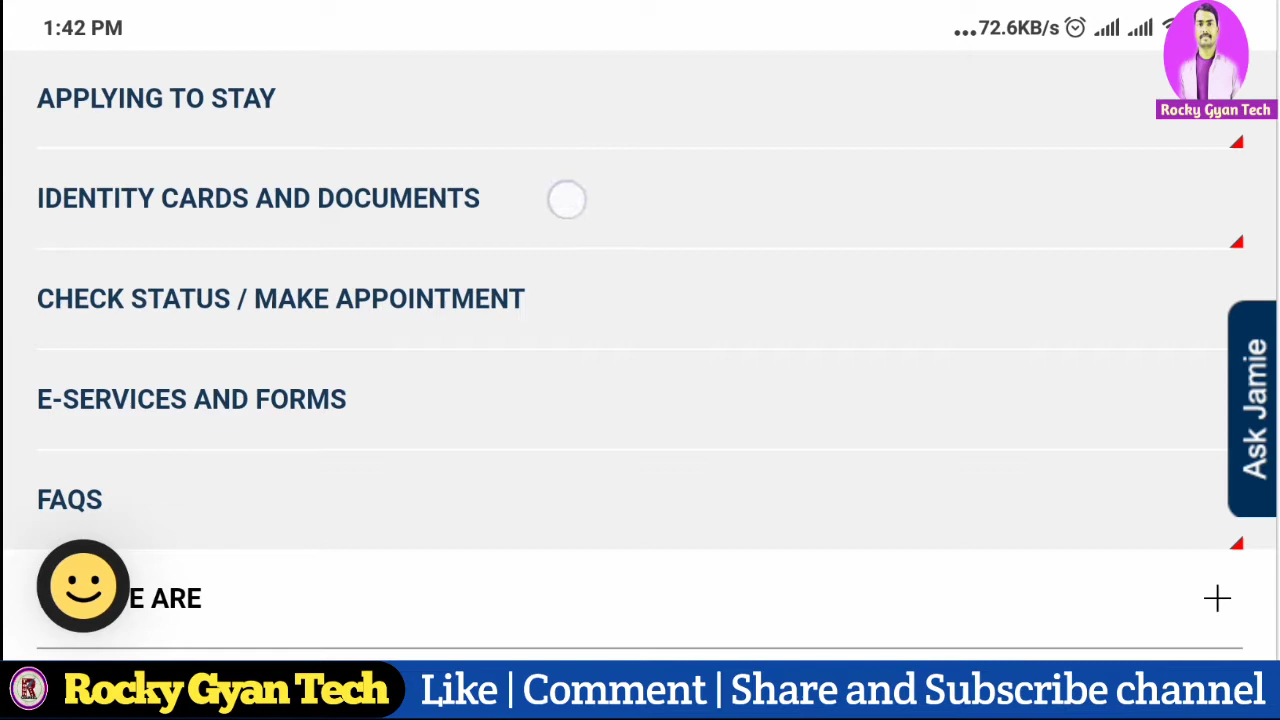 1:42 PM
...72.6KB/s
Rocky Gyan Tech
APPLYING TO STAY
IDENTITY CARDS AND DOCUMENTS
CHECK STATUS / MAKE APPOINTMENT
Ask Jamie
E-SERVICES AND FORMS
FAQS
E ARE
R
Rocky Gyan Tech
Like | Comment | Share and Subscribe channel